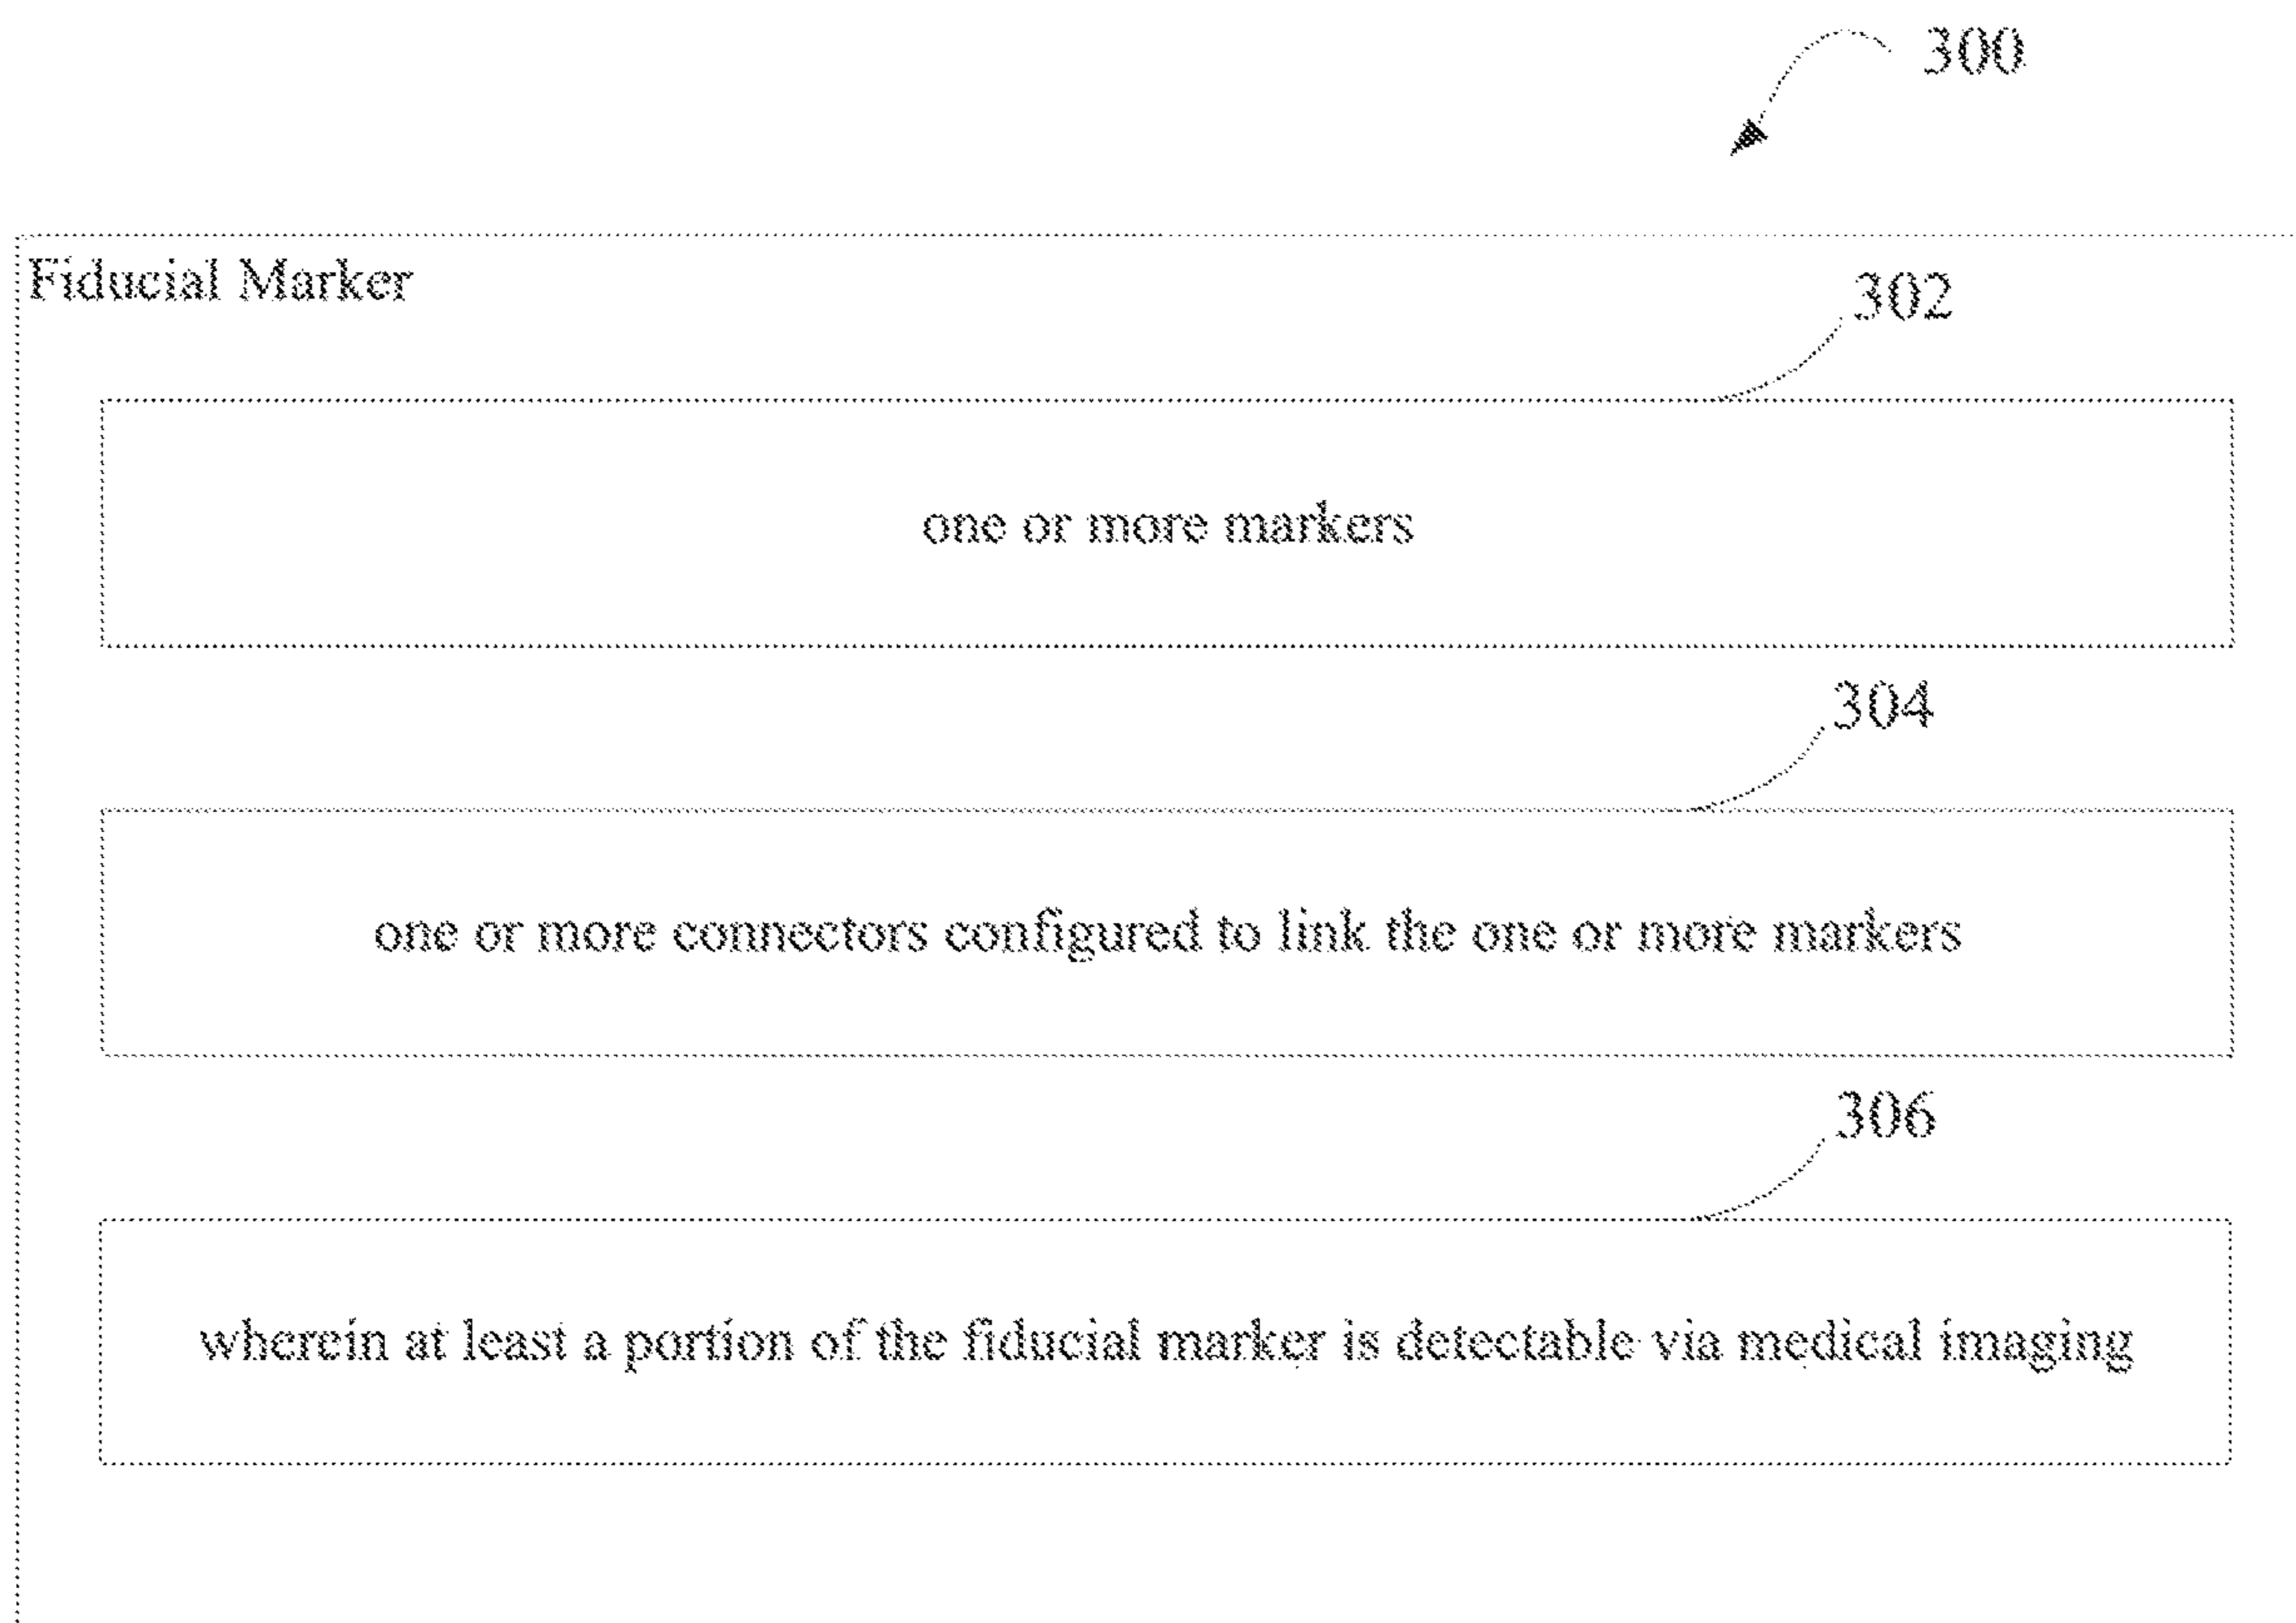 300
Fiducial Marker
302
one or more markers
304
one or more connectors configured to link the one or more markers
306
wherein at least a portion of the fiducial marker is detectable via medical imaging